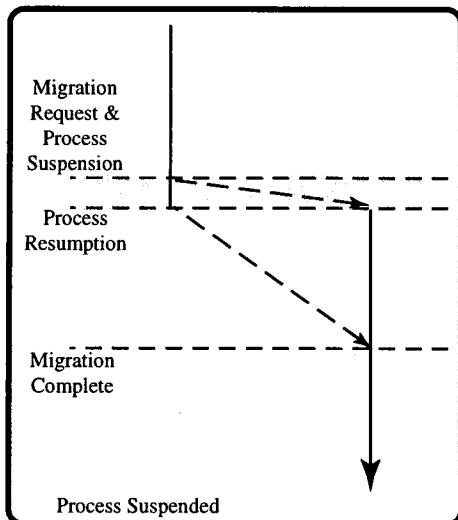 Migration
Request &
Process
Suspension
Process
Resumption
Migration
Complete
Process Suspended